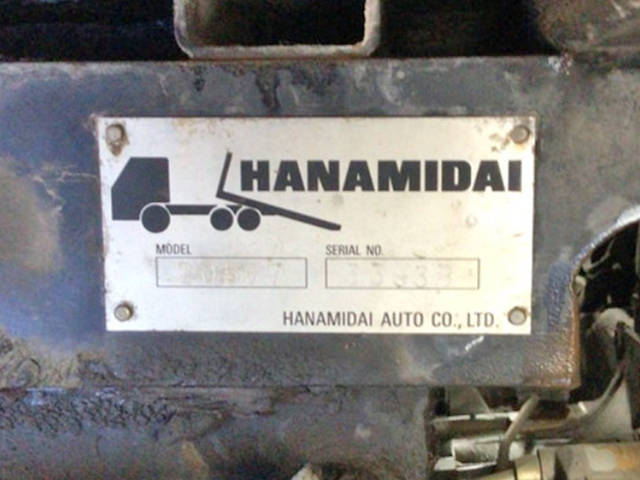 HANAMIDAI
MODEL
SERIAL NO.
HANAMIDAI AUTO CO., LTD.